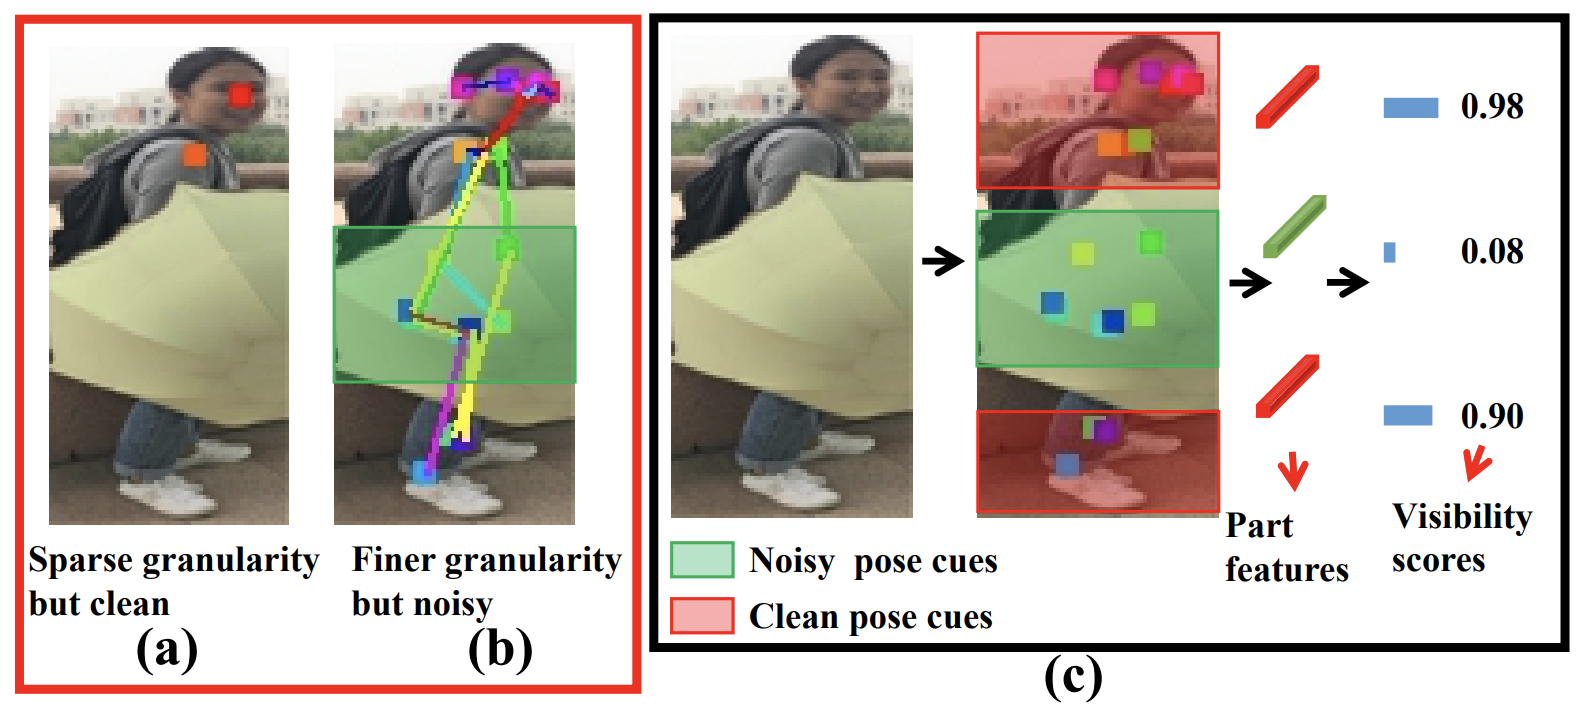 Sparse granularity
but clean
(a)
Finer granularity
but noisy
(b)
0.98
0.08
0.90
Part
features
Visibility
scores
Noisy pose cues
Clean pose cues
(c)